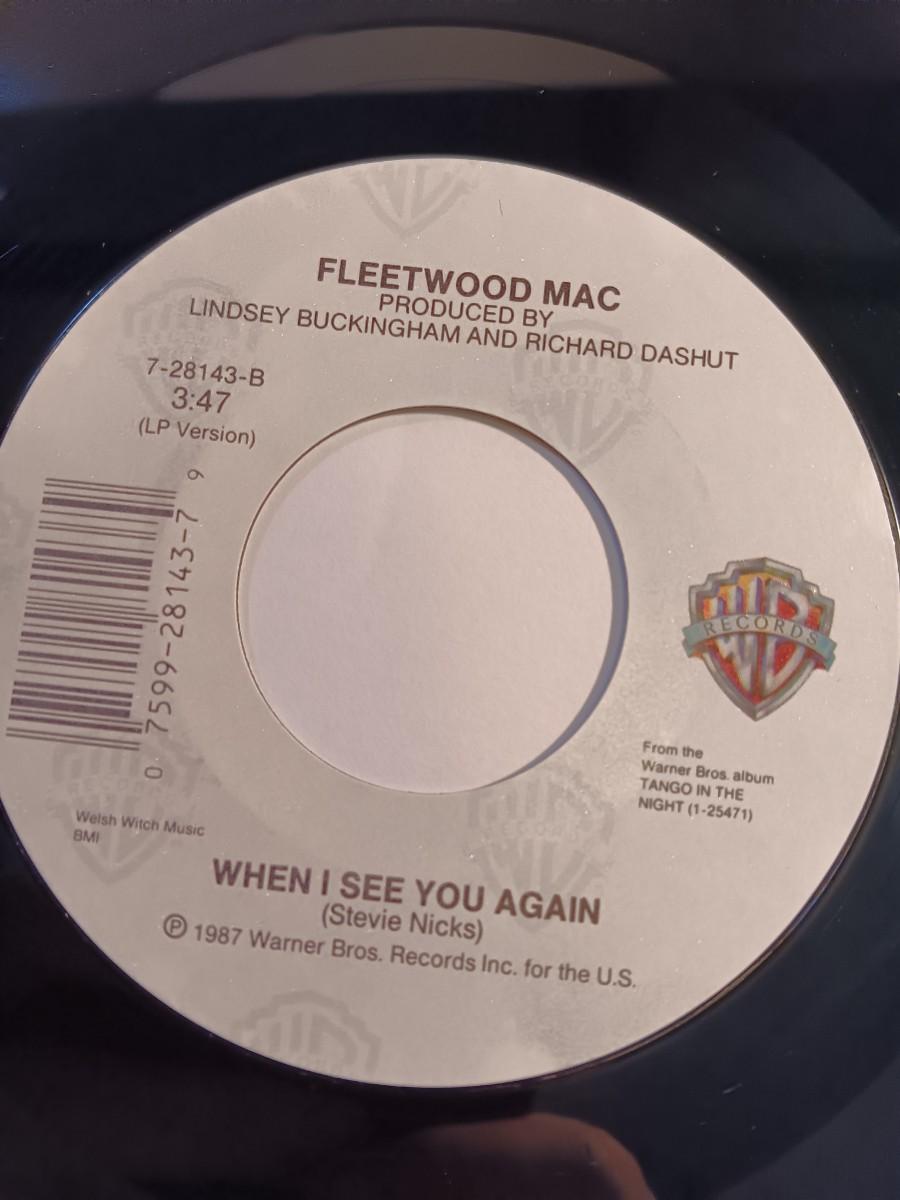 FLEETWOOD MAC
PRODUCED BY
LINDSEY BUCKINGHAM AND RICHARD DASHUT
7-28143-B
3:47
(LP Version)
0 7599-28143-7 9
RECORDS
From the
Warner Bros. album
TANGO IN THE
NIGHT (1-25471)
Welsh Witch Music
BMI
WHEN I SEE YOU AGAIN
(Stevie Nicks)
℗ 1987 Warner Bros. Records Inc. for the U.S.